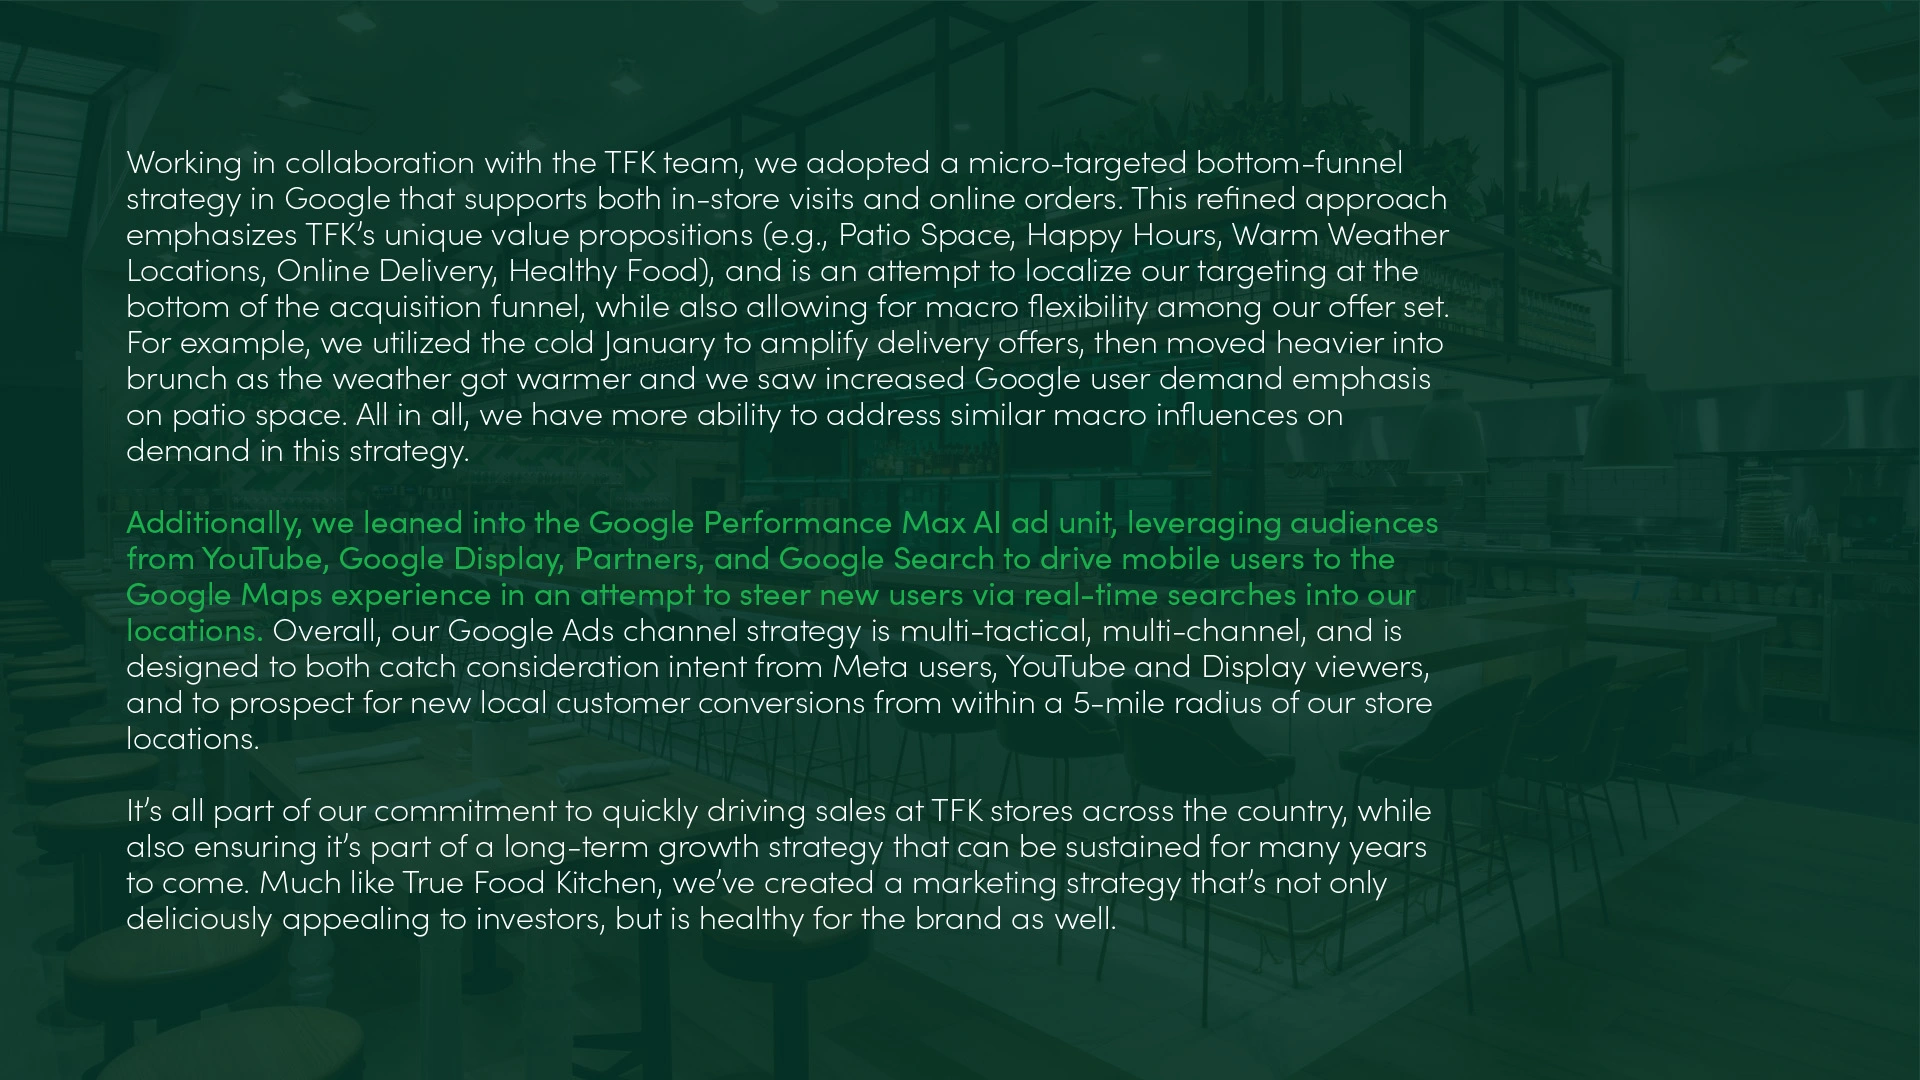 Working in collaboration with the TFK team, we adopted a micro-targeted bottom-funnel
strategy in Google that supports both in-store visits and online orders. This refined approach
emphasizes TFK’s unique value propositions (e.g., Patio Space, Happy Hours, Warm Weather
Locations, Online Delivery, Healthy Food), and is an attempt to localize our targeting at the
bottom of the acquisition funnel, while also allowing for macro flexibility among our offer set.
For example, we utilized the cold January to amplify delivery offers, then moved heavier into
brunch as the weather got warmer and we saw increased Google user demand emphasis
on patio space. All in all, we have more ability to address similar macro influences on
demand in this strategy.
Additionally, we leaned into the Google Performance Max AI ad unit, leveraging audiences
from YouTube, Google Display, Partners, and Google Search to drive mobile users to the
Google Maps experience in an attempt to steer new users via real-time searches into our
locations. Overall, our Google Ads channel strategy is multi-tactical, multi-channel, and is
designed to both catch consideration intent from Meta users, YouTube and Display viewers,
and to prospect for new local customer conversions from within a 5-mile radius of our store
locations.
It’s all part of our commitment to quickly driving sales at TFK stores across the country, while
also ensuring it’s part of a long-term growth strategy that can be sustained for many years
to come. Much like True Food Kitchen, we’ve created a marketing strategy that’s not only
deliciously appealing to investors, but is healthy for the brand as well.